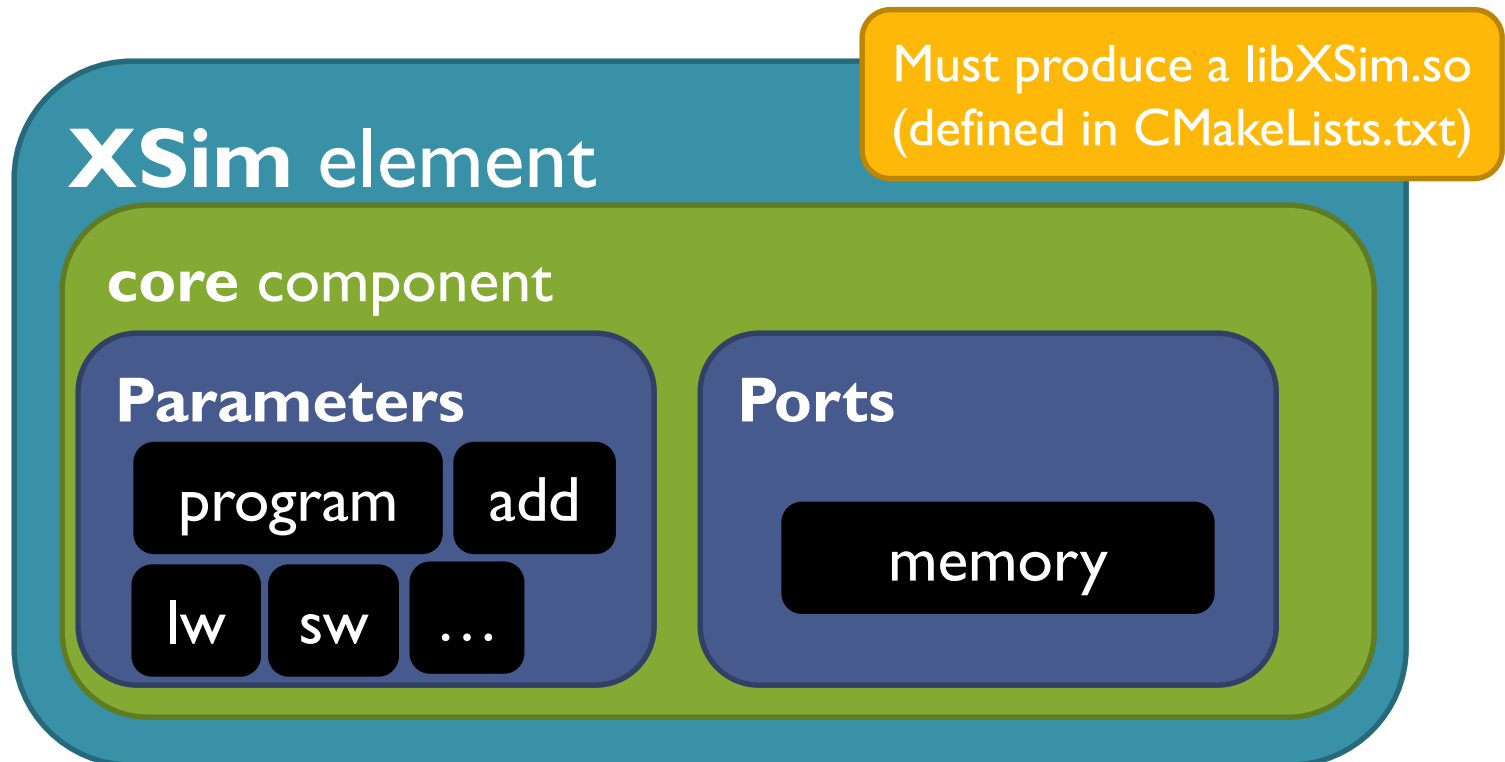 Must produce a libXSim.so
(defined in CMakeLists.txt)
XSim element
core component
Parameters
program
add
lw
sw
…
Ports
memory